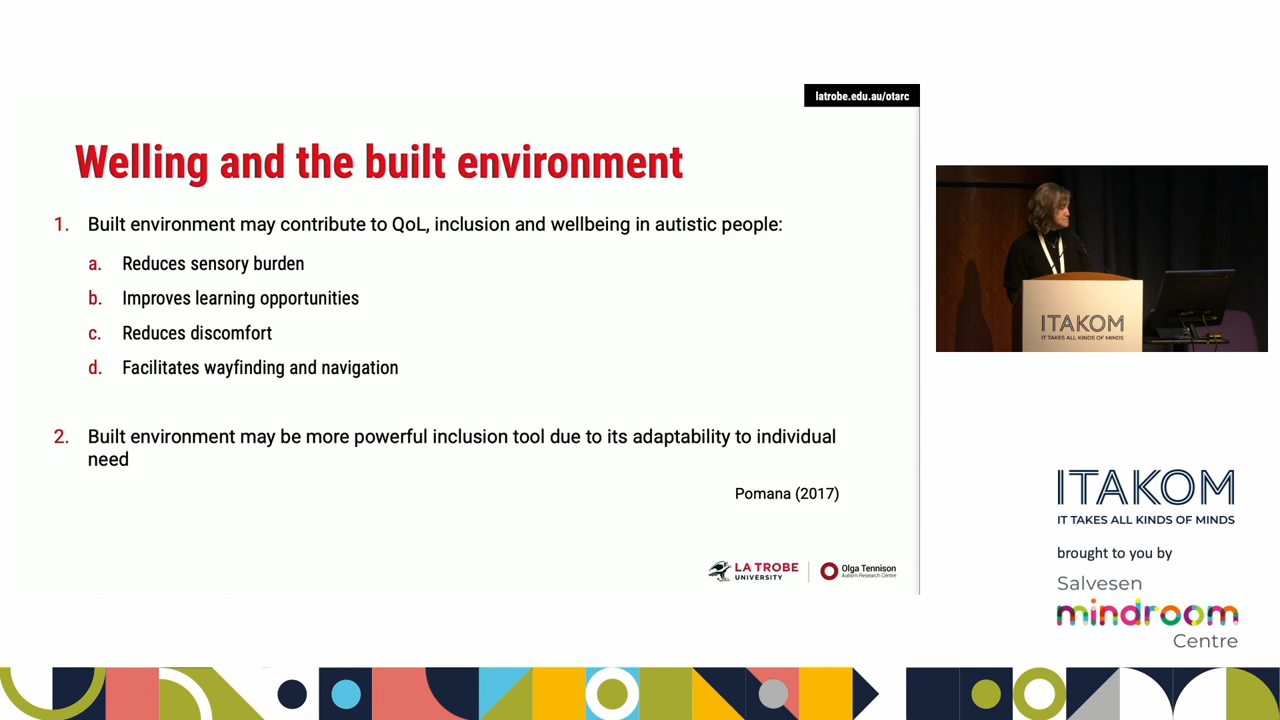 latrobe.edu.au/otarc
Welling and the built environment
1. Built environment may contribute to QoL, inclusion and wellbeing in autistic people:
a. Reduces sensory burden
b. Improves learning opportunities
c. Reduces discomfort
d. Facilitates wayfinding and navigation
2. Built environment may be more powerful inclusion tool due to its adaptability to individual
need
Pomana (2017)
LA TROBE
UNIVERSITY
Olga Tennison
Autism Research Centre
ITAKOM
IT TAKES ALL KINDS OF MINDS
ITAKOM
IT TAKES ALL KINDS OF MINDS
brought to you by
Salvesen
mindroom
Centre